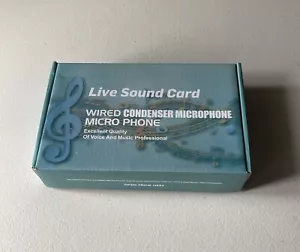 Live Sound Card
WIRED CONDENSER MICROPHONE
MICRO PHONE
Excellent Quality
Of Voice And Music Professional